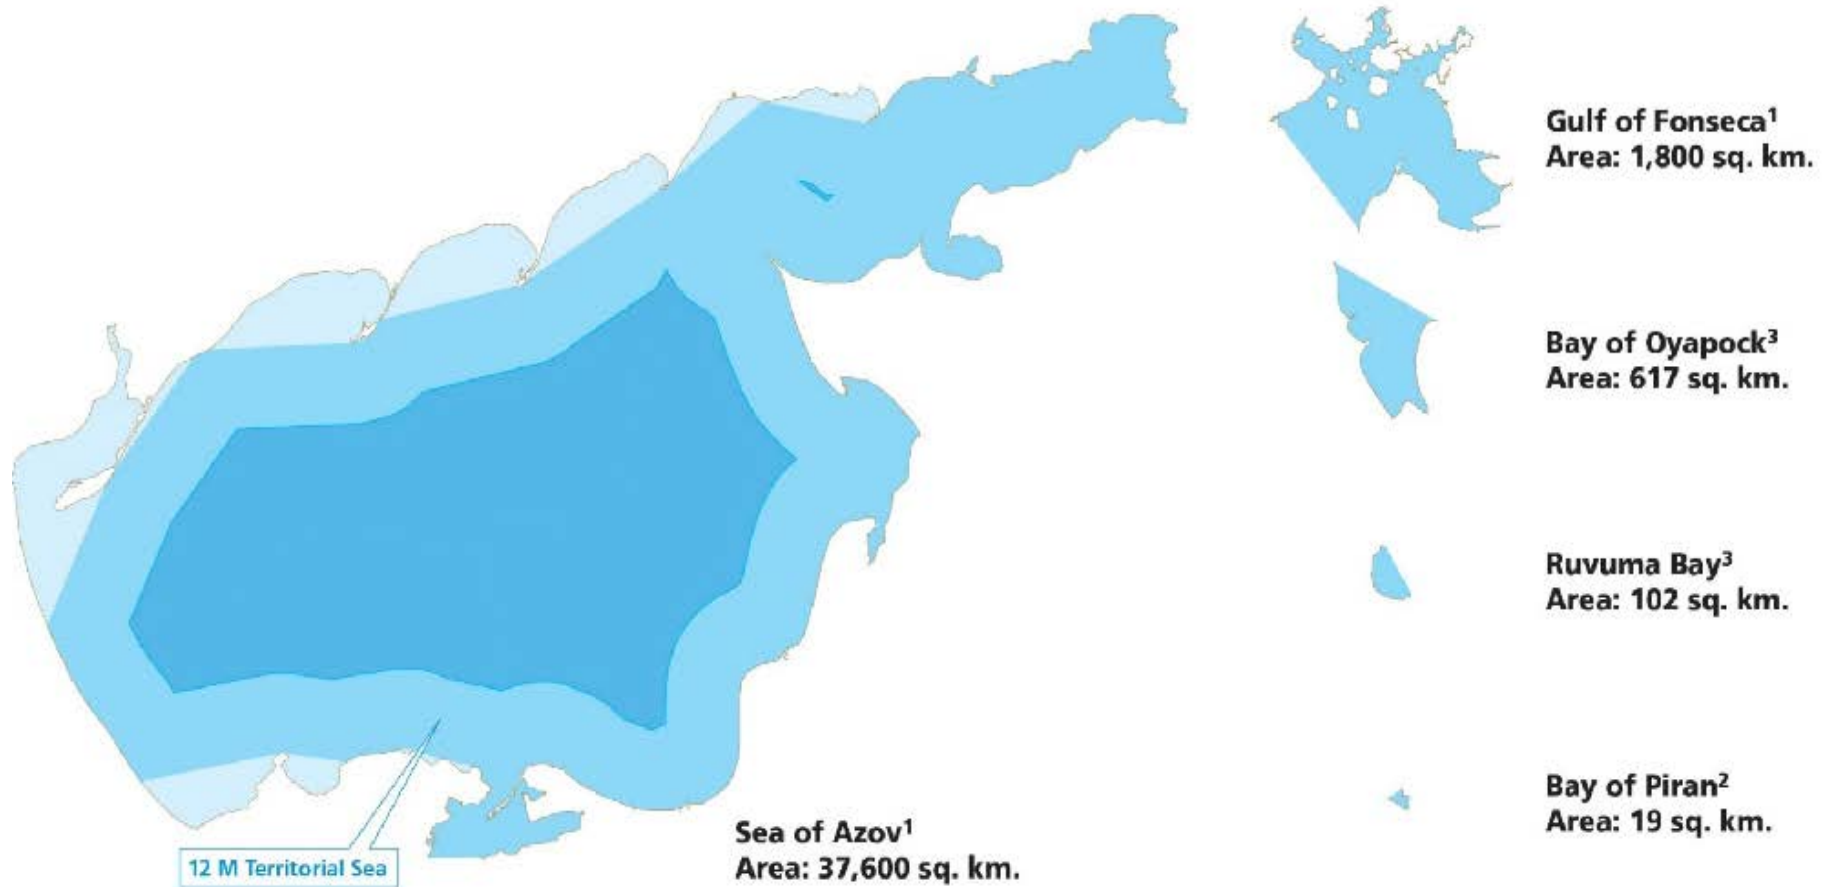 Gulf of Fonseca¹
Area: 1,800 sq. km.
Bay of Oyapock³
Area: 617 sq. km.
Ruvuma Bay³
Area: 102 sq. km.
Bay of Piran²
Area: 19 sq. km.
Sea of Azov¹
Area: 37,600 sq. km.
12 M Territorial Sea